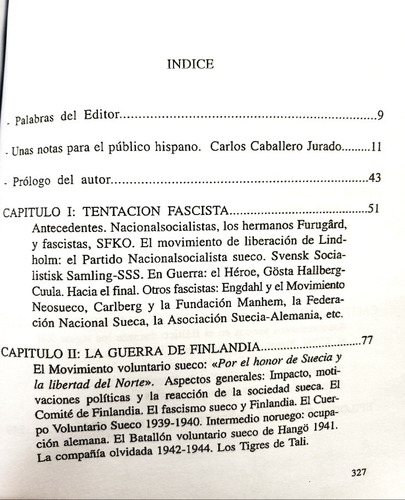 INDICE
- Palabras del Editor....................................................9
- Unas notas para el público hispano. Carlos Caballero Jurado.........11
- Prólogo del autor.....................................................43
CAPITULO I: TENTACION FASCISTA..........................51
Antecedentes. Nacionalsocialistas, los hermanos Furugård,
y fascistas, SFKO. El movimiento de liberación de Lind-
holm: el Partido Nacionalsocialista sueco. Svensk Socia-
listisk Samling-SSS. En Guerra: el Héroe, Gösta Hallberg-
Cuula. Hacia el final. Otros fascistas: Engdahl y el Movimiento
Neosueco, Carlberg y la Fundación Manhem, la Federa-
ción Nacional Sueca, la Asociación Suecia-Alemania, etc.
CAPITULO II: LA GUERRA DE FINLANDIA....................77
El Movimiento voluntario sueco: «Por el honor de Suecia y
la libertad del Norte». Aspectos generales: Impacto, moti-
vaciones políticas y la reacción de la sociedad sueca. El
Comité de Finlandia. El fascismo sueco y Finlandia. El Cuer-
po Voluntario Sueco 1939-1940. Intermedio noruego: ocupa-
ción alemana. El Batallón voluntario sueco de Hangö 1941.
La compañía olvidada 1942-1944. Los Tigres de Tali.
327